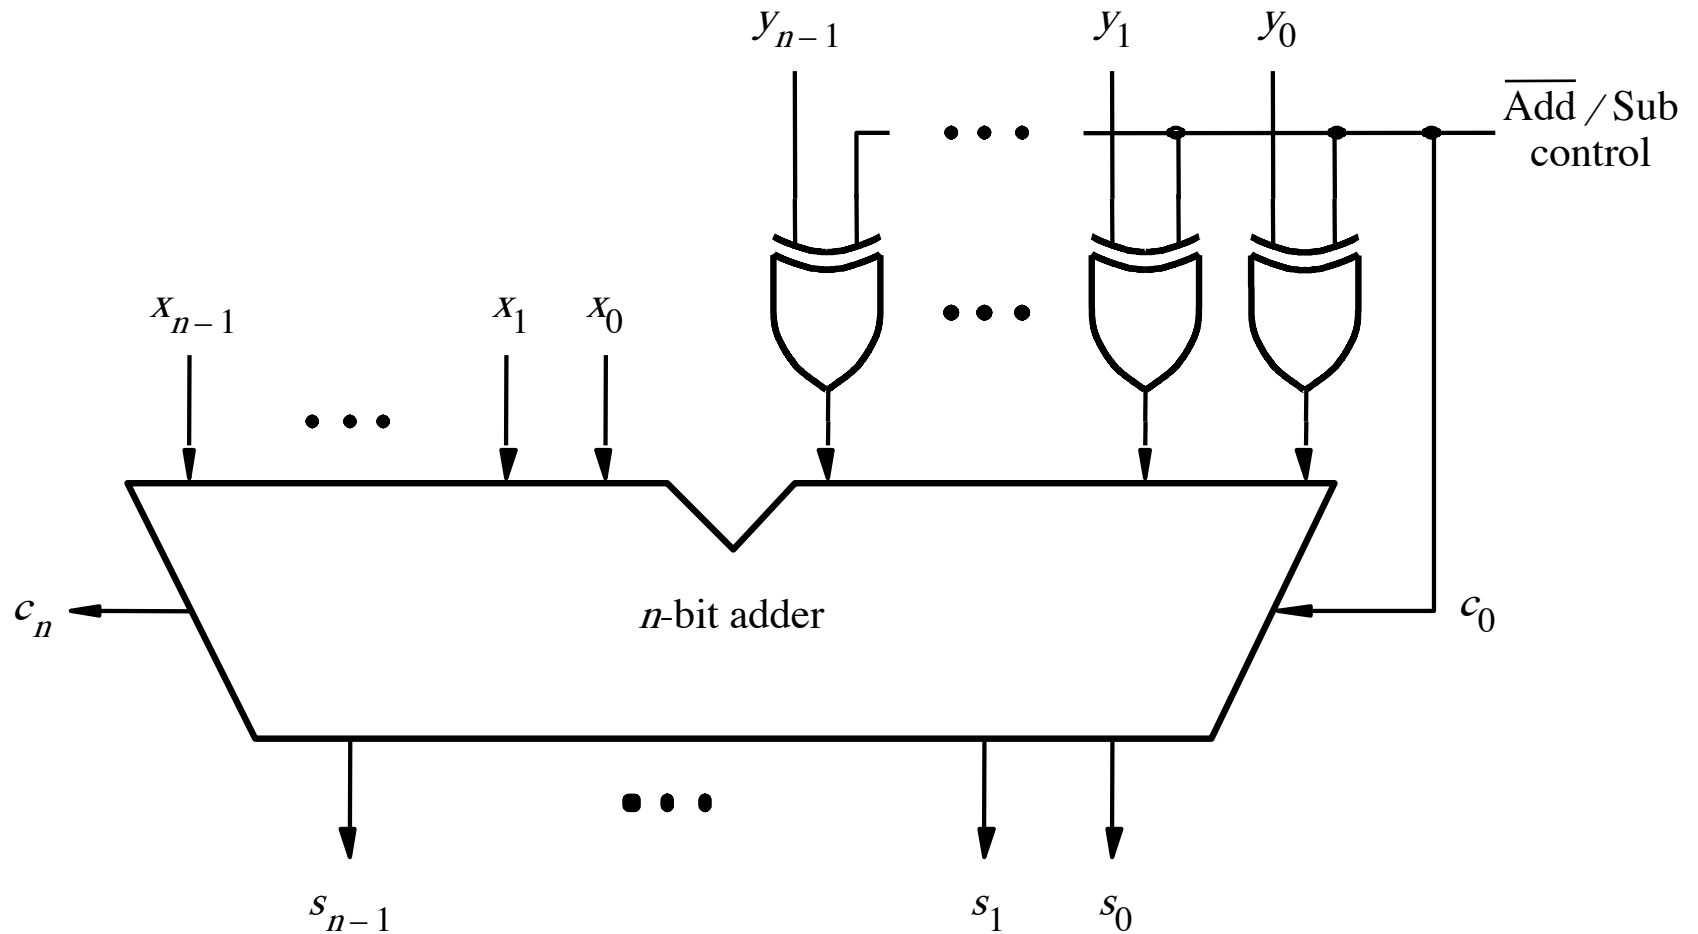 y_{n-1} y_1 y_0
\overline{Add} / Sub
control
x_{n-1} x_1 x_0
c_n n-bit adder c_0
s_{n-1} s_1 s_0